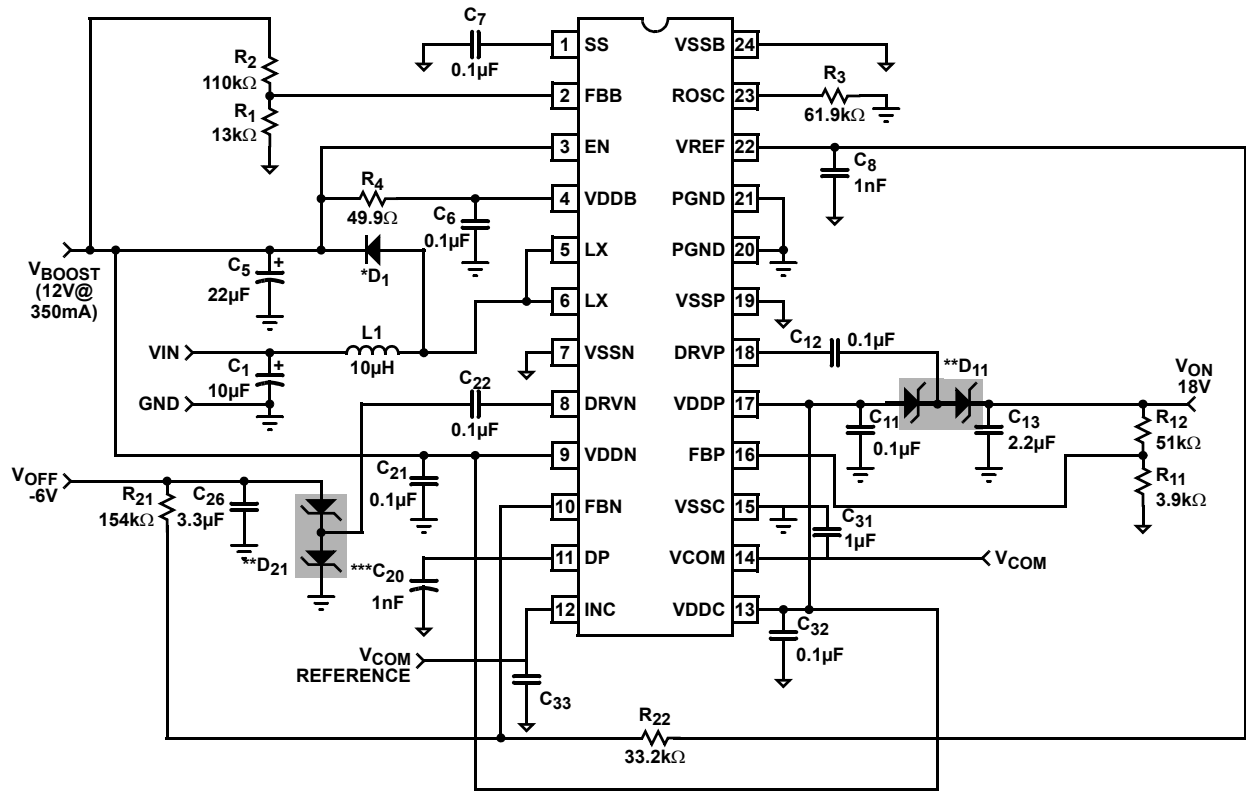 C7
0.1µF
1 SS
VSSB 24
R2
110kΩ
R1
13kΩ
2 FBB
ROSC 23
R3
61.9kΩ
3 EN
VREF 22
C8
1nF
R4
49.9Ω
4 VDDB
PGND 21
C6
0.1µF
VBOOST
(12V@
350mA)
C5
+
22µF
*D1
5 LX
PGND 20
6 LX
VSSP 19
VIN
L1
10µH
C1
+
10µF
GND
7 VSSN
DRVP 18
C12
0.1µF
C22
0.1µF
8 DRVN
VDDP 17
**D11
VON
18V
C11
0.1µF
C13
2.2µF
R12
51kΩ
R11
3.9kΩ
9 VDDN
FBP 16
C21
0.1µF
VOFF
-6V
R21
154kΩ
C26
3.3µF
**D21
10 FBN
VSSC 15
C31
1µF
11 DP
VCOM 14
VCOM
***C20
1nF
12 INC
VDDC 13
C32
0.1µF
VCOM
REFERENCE
C33
R22
33.2kΩ